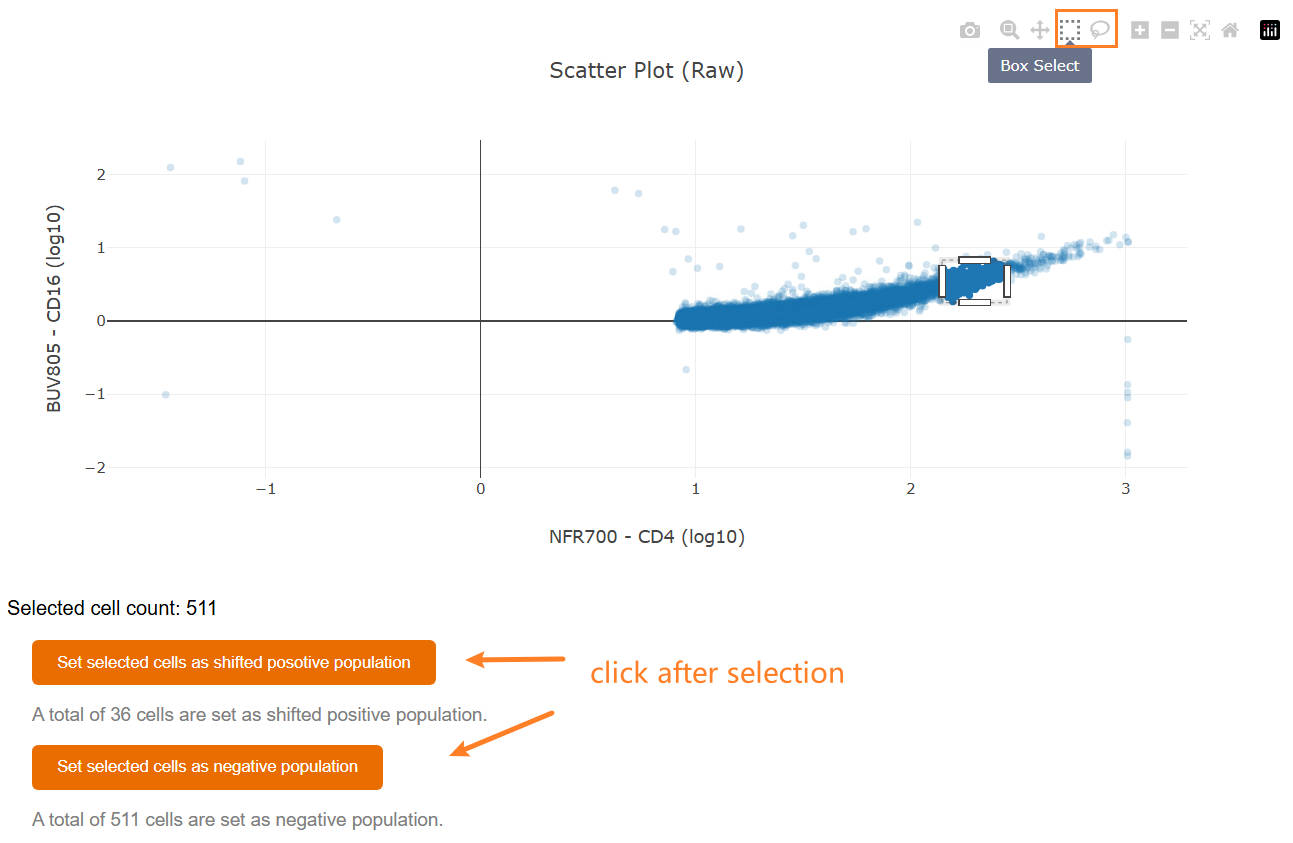 Box Select
Scatter Plot (Raw)
BUV805 - CD16 (log10)
2
1
0
−1
−2
−1
0
1
2
3
NFR700 - CD4 (log10)
Selected cell count: 511
Set selected cells as shifted posotive population
click after selection
A total of 36 cells are set as shifted positive population.
Set selected cells as negative population
A total of 511 cells are set as negative population.